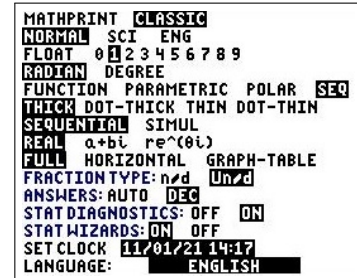 MATHPRINT CLASSIC
NORMAL SCI ENG
FLOAT 0 1 2 3 4 5 6 7 8 9
RADIAN DEGREE
FUNCTION PARAMETRIC POLAR SEQ
THICK DOT-THICK THIN DOT-THIN
SEQUENTIAL SIMUL
REAL a+bi re^(θi)
FULL HORIZONTAL GRAPH-TABLE
FRACTION TYPE: n/d Un/d
ANSWERS: AUTO DEC
STAT DIAGNOSTICS: OFF ON
STAT WIZARDS: ON OFF
SET CLOCK 11/01/21 14:17
LANGUAGE: ENGLISH